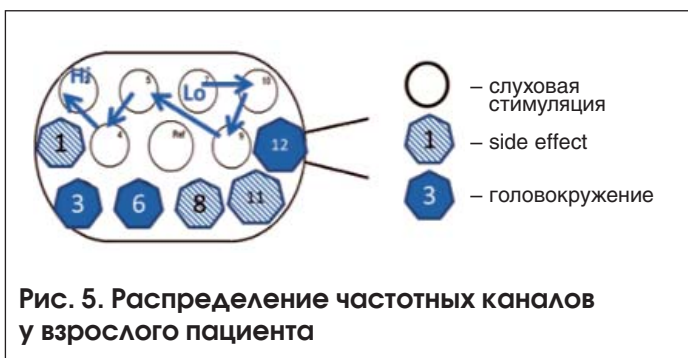 Hi
5
Lo
7
10
1
4
Ref
9
12
3
6
8
11
– слуховая
стимуляция
1
– side effect
3
– головокружение
Рис. 5. Распределение частотных каналов
у взрослого пациента